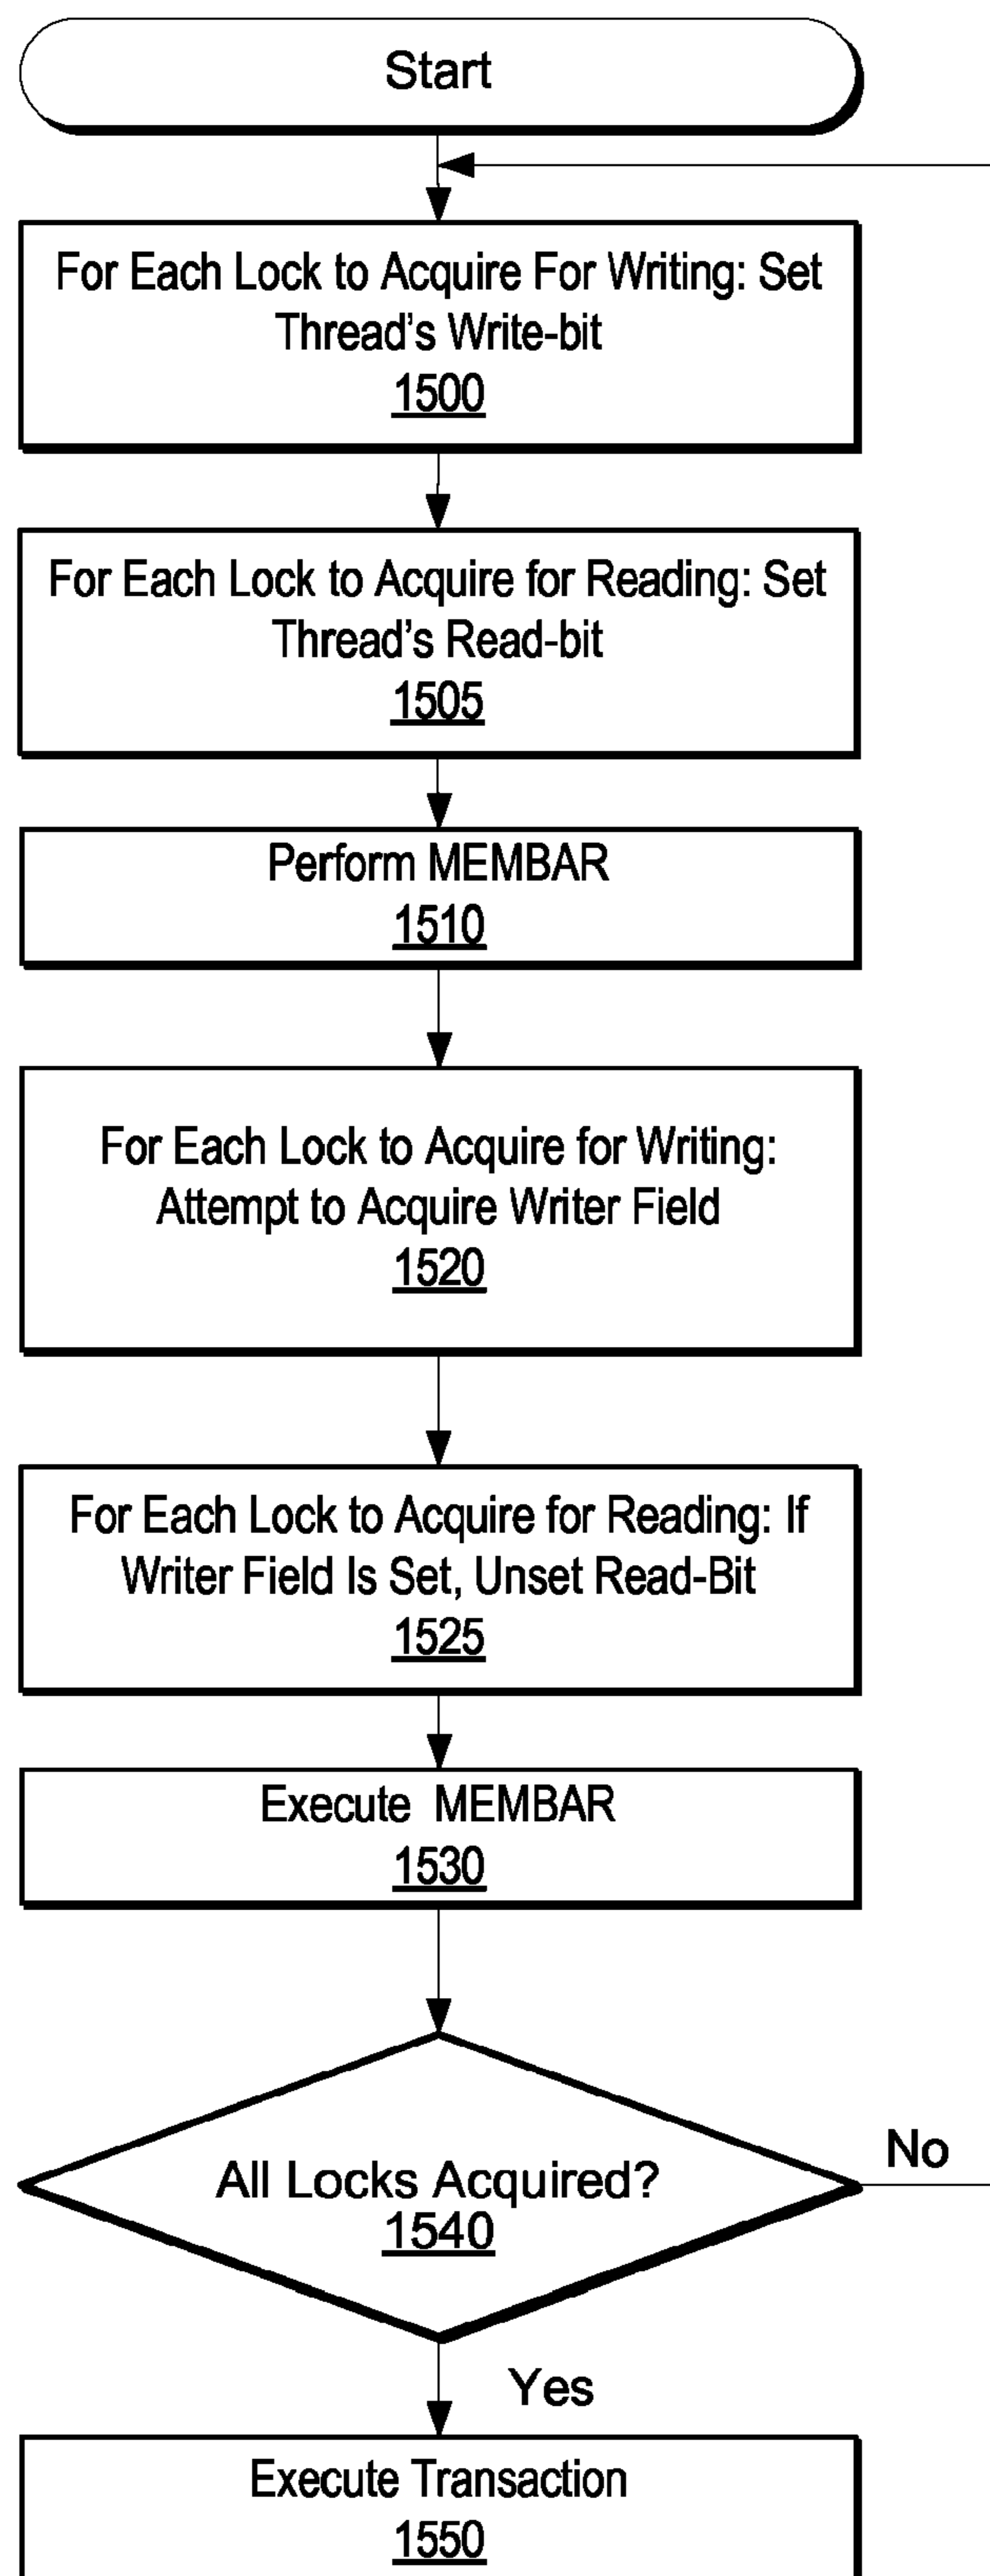 Start
For Each Lock to Acquire For Writing: Set
Thread's Write-bit
1500
For Each Lock to Acquire for Reading: Set
Thread's Read-bit
1505
Perform MEMBAR
1510
For Each Lock to Acquire for Writing:
Attempt to Acquire Writer Field
1520
For Each Lock to Acquire for Reading: If
Writer Field Is Set, Unset Read-Bit
1525
Execute MEMBAR
1530
No
All Locks Acquired?
1540
Yes
Execute Transaction
1550